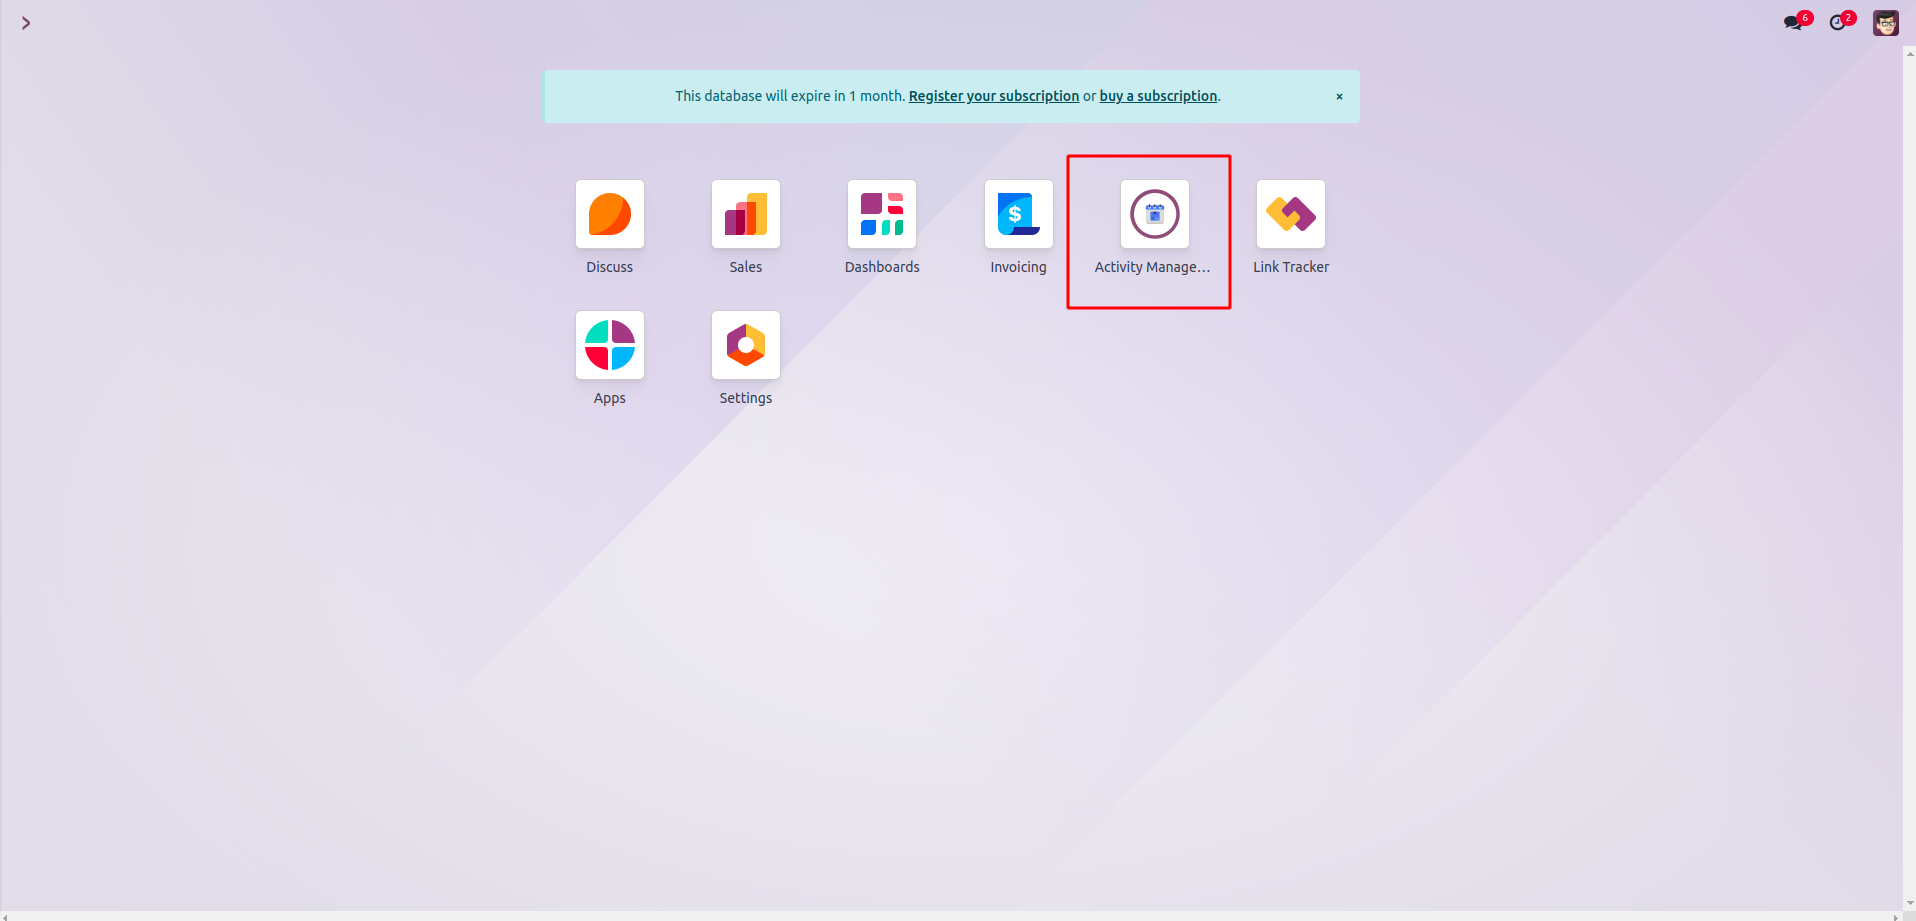 6
2
This database will expire in 1 month. Register your subscription or buy a subscription.
×
$
Discuss
Sales
Dashboards
Invoicing
Activity Manage...
Link Tracker
Apps
Settings